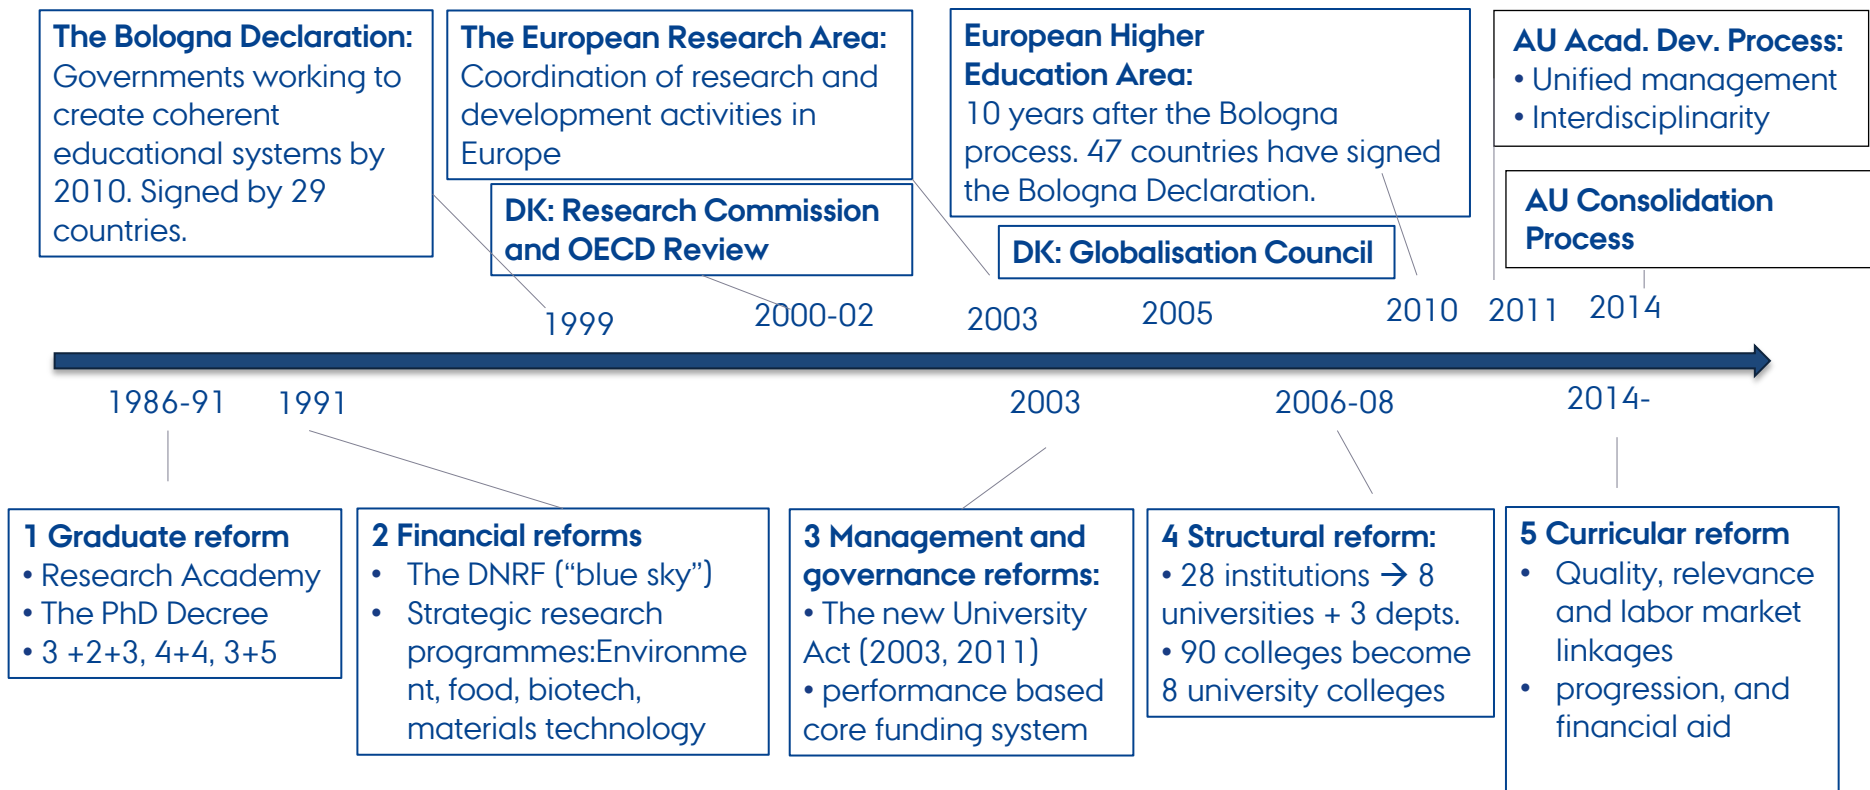 The Bologna Declaration:
Governments working to
create coherent
educational systems by
2010. Signed by 29
countries.
The European Research Area:
Coordination of research and
development activities in
Europe
DK: Research Commission
and OECD Review
European Higher
Education Area:
10 years after the Bologna
process. 47 countries have signed
the Bologna Declaration.
DK: Globalisation Council
AU Acad. Dev. Process:
• Unified management
• Interdisciplinarity
AU Consolidation
Process
1999
2000-02
2003
2005
2010
2011
2014
1986-91
1991
2003
2006-08
2014-
1 Graduate reform
• Research Academy
• The PhD Decree
• 3 +2+3, 4+4, 3+5
2 Financial reforms
• The DNRF (“blue sky”)
• Strategic research
programmes:Environme
nt, food, biotech,
materials technology
3 Management and
governance reforms:
• The new University
Act (2003, 2011)
• performance based
core funding system
4 Structural reform:
• 28 institutions → 8
universities + 3 depts.
• 90 colleges become
8 university colleges
5 Curricular reform
• Quality, relevance
and labor market
linkages
• progression, and
financial aid